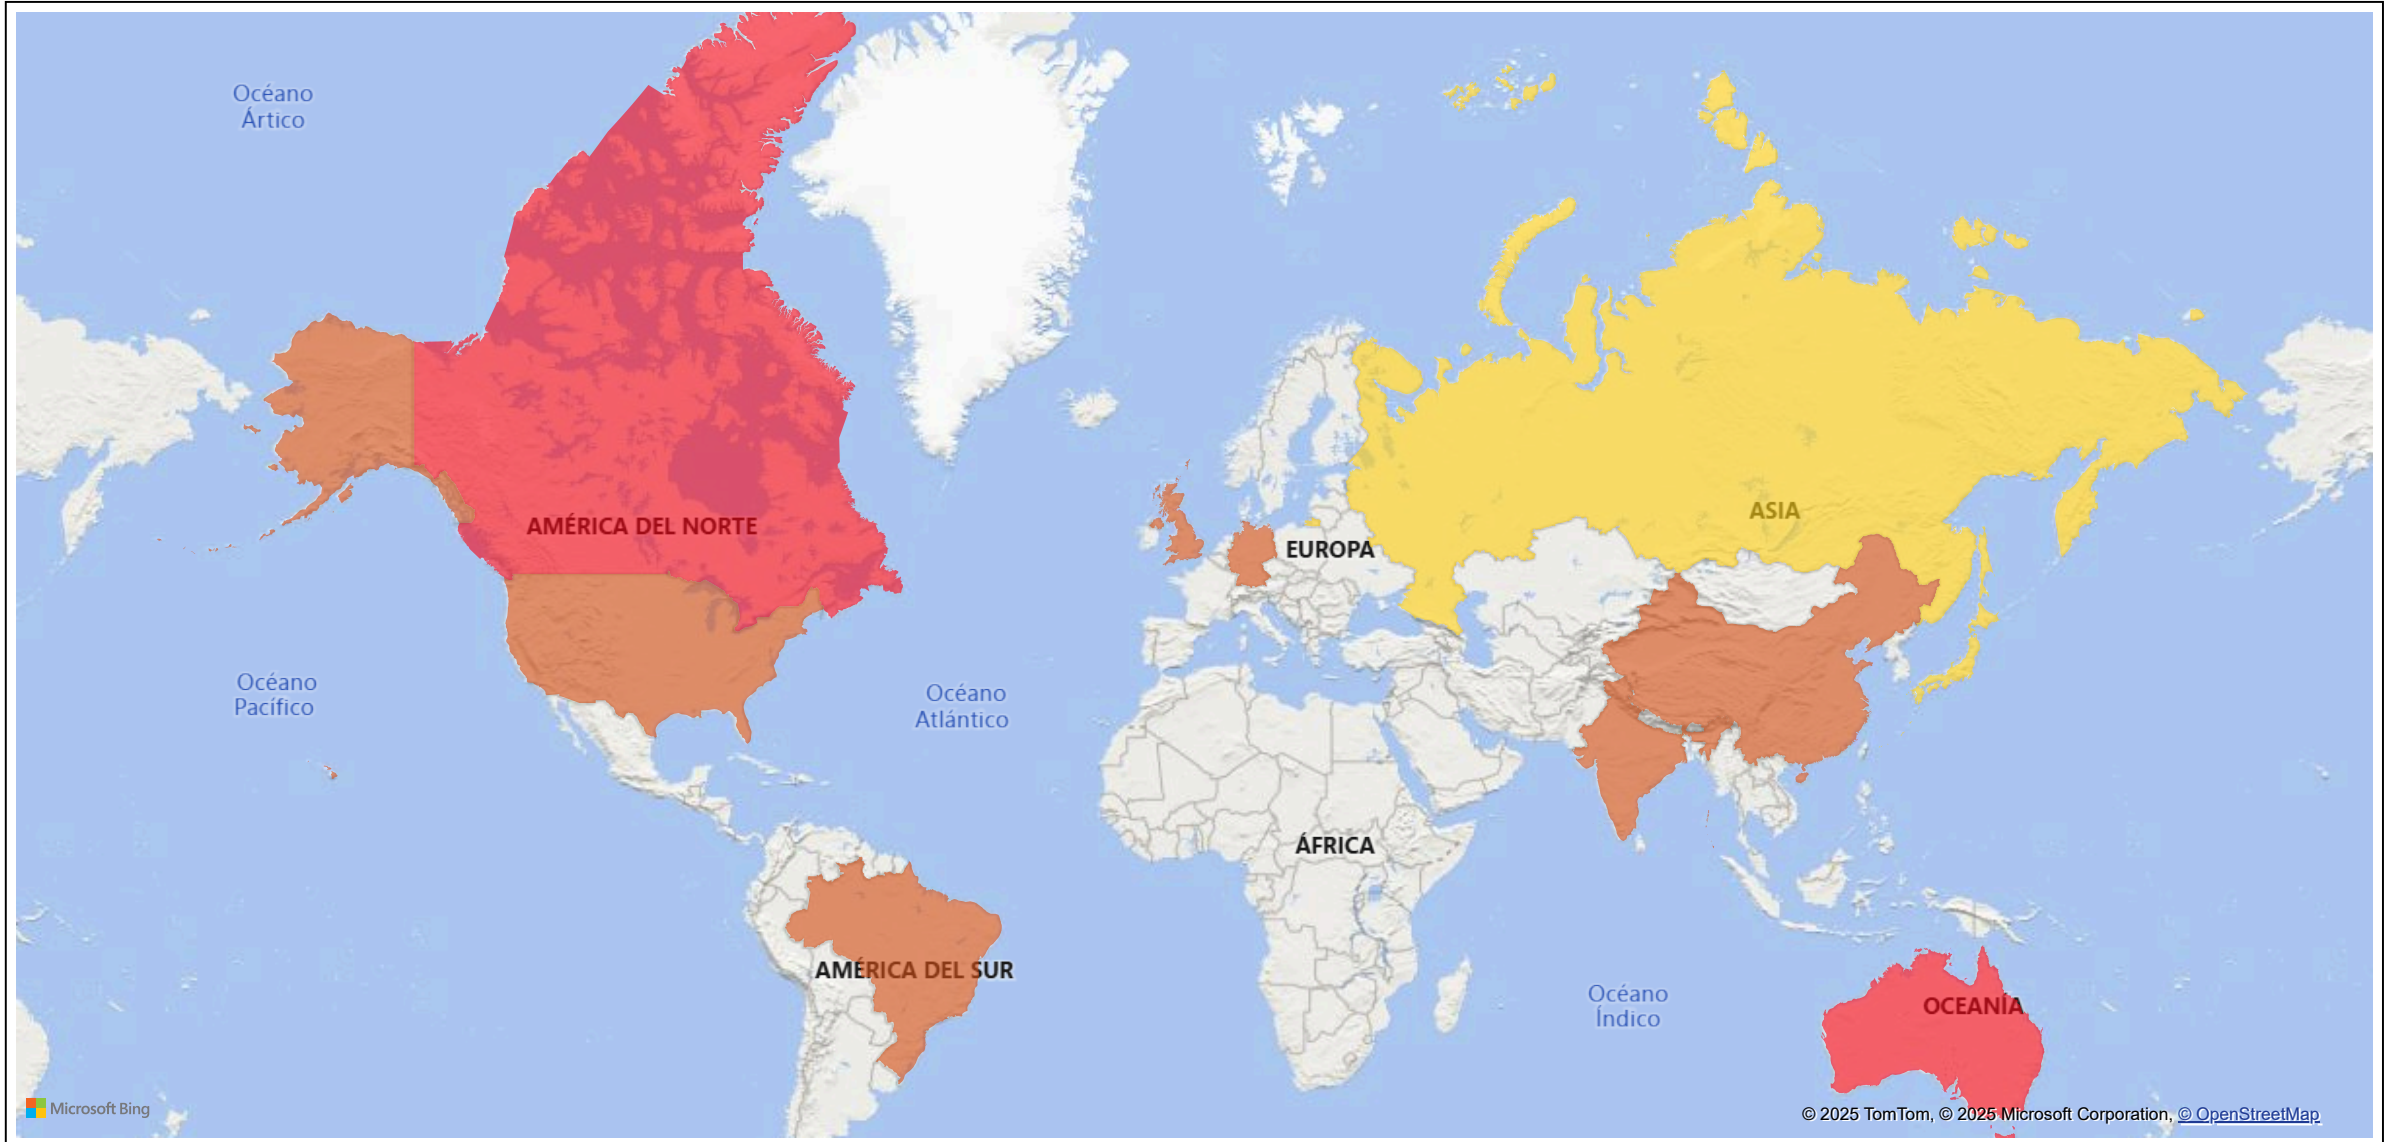 Océano
Ártico
AMÉRICA DEL NORTE
ASIA
EUROPA
Océano
Pacífico
Océano
Atlántico
ÁFRICA
AMÉRICA DEL SUR
Océano
Índico
OCEANÍA
Microsoft Bing
© 2025 TomTom, © 2025 Microsoft Corporation, © OpenStreetMap